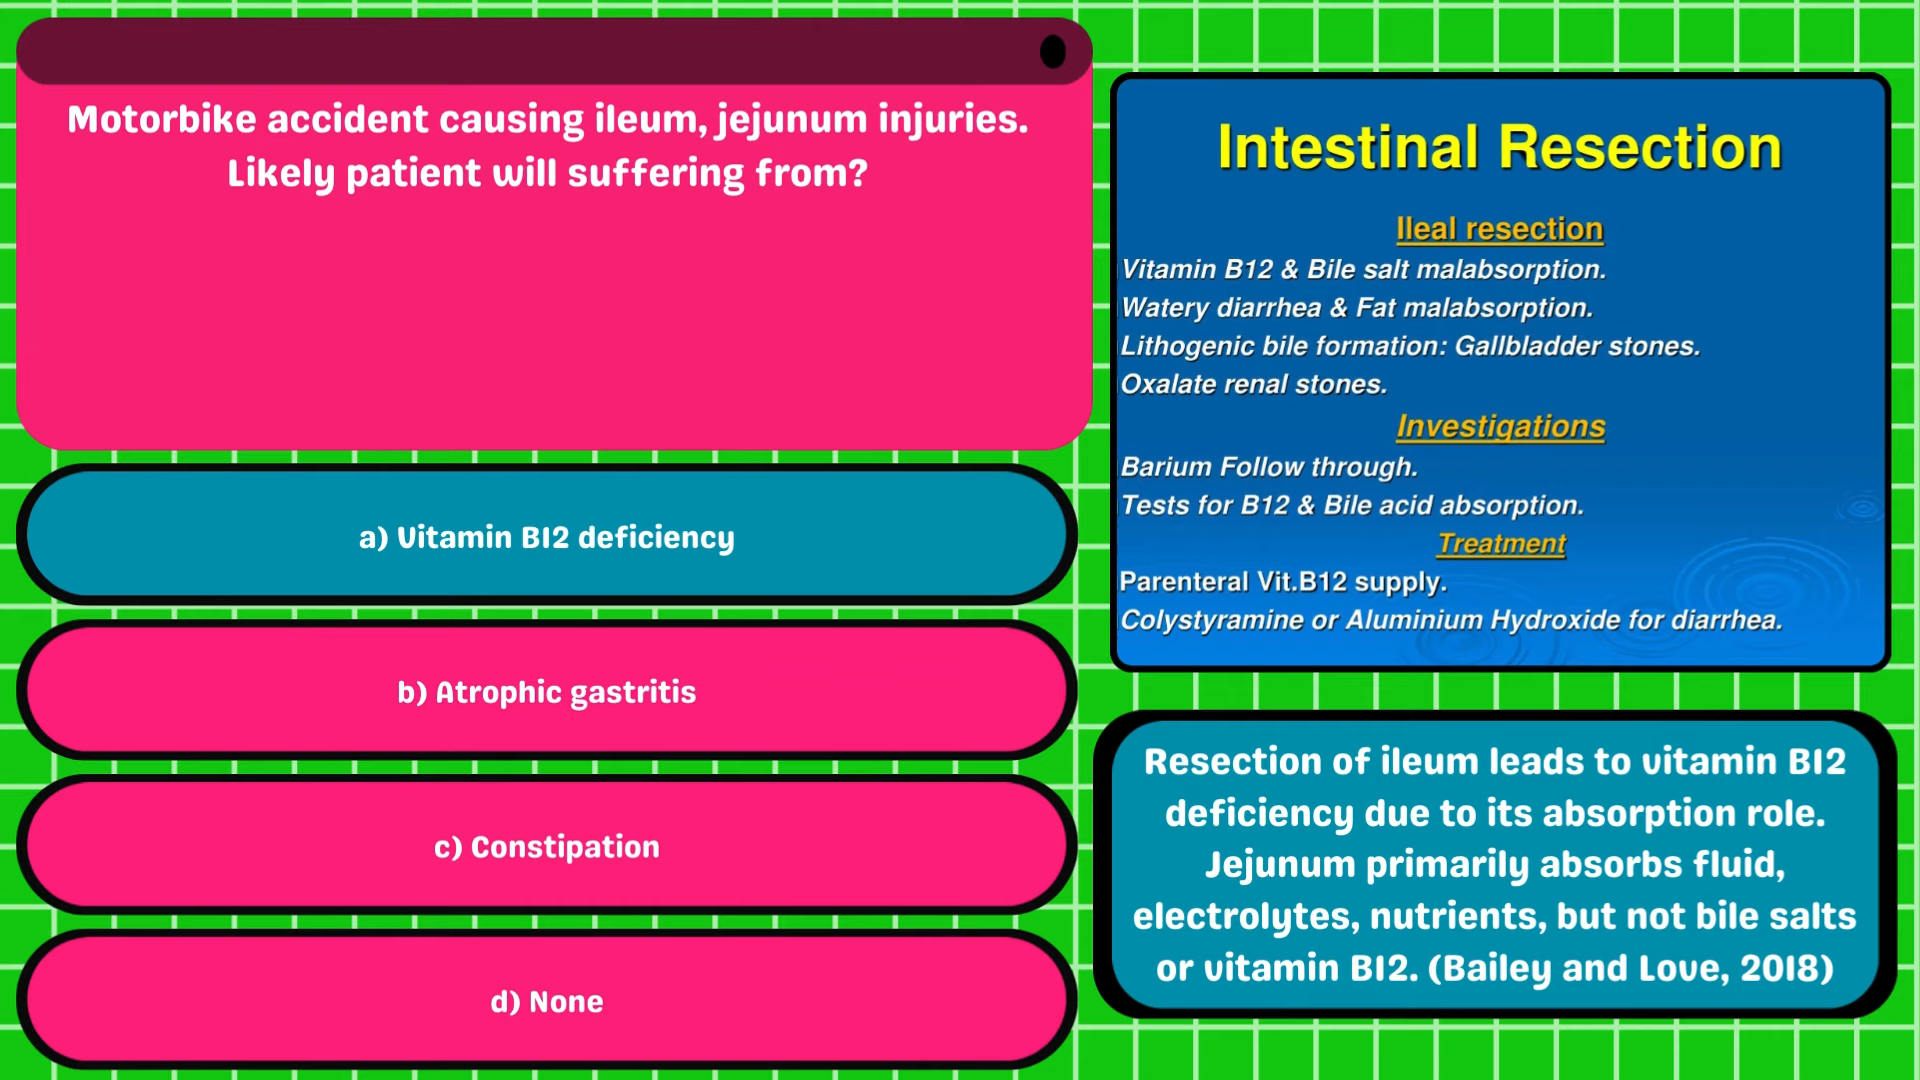 Motorbike accident causing ileum, jejunum injuries.
Likely patient will suffering from?
a) Vitamin B12 deficiency
b) Atrophic gastritis
c) Constipation
d) None
Intestinal Resection
Ileal resection
Vitamin B12 & Bile salt malabsorption.
Watery diarrhea & Fat malabsorption.
Lithogenic bile formation: Gallbladder stones.
Oxalate renal stones.
Investigations
Barium Follow through.
Tests for B12 & Bile acid absorption.
Treatment
Parenteral Vit.B12 supply.
Colystyramine or Aluminium Hydroxide for diarrhea.
Resection of ileum leads to vitamin B12
deficiency due to its absorption role.
Jejunum primarily absorbs fluid,
electrolytes, nutrients, but not bile salts
or vitamin B12. (Bailey and Love, 2018)